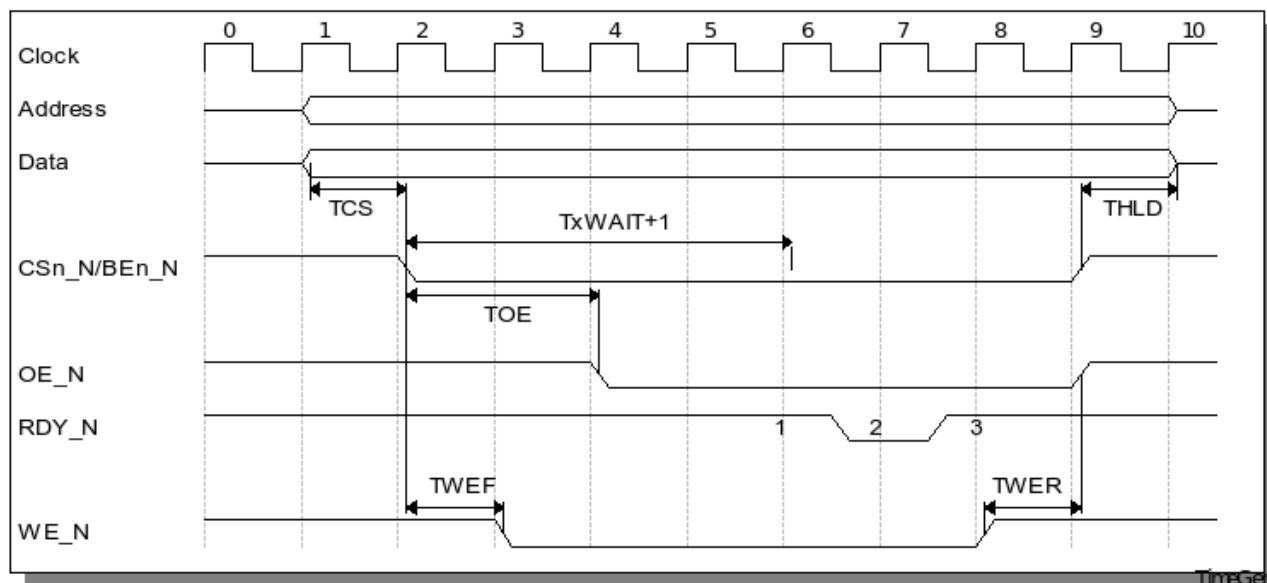 0 1 2 3 4 5 6 7 8 9 10
Clock
Address
Data
TCS
THLD
TxWAIT+1
CSn_N/BEn_N
TOE
OE_N
RDY_N
1 2 3
TWEF
TWER
WE_N